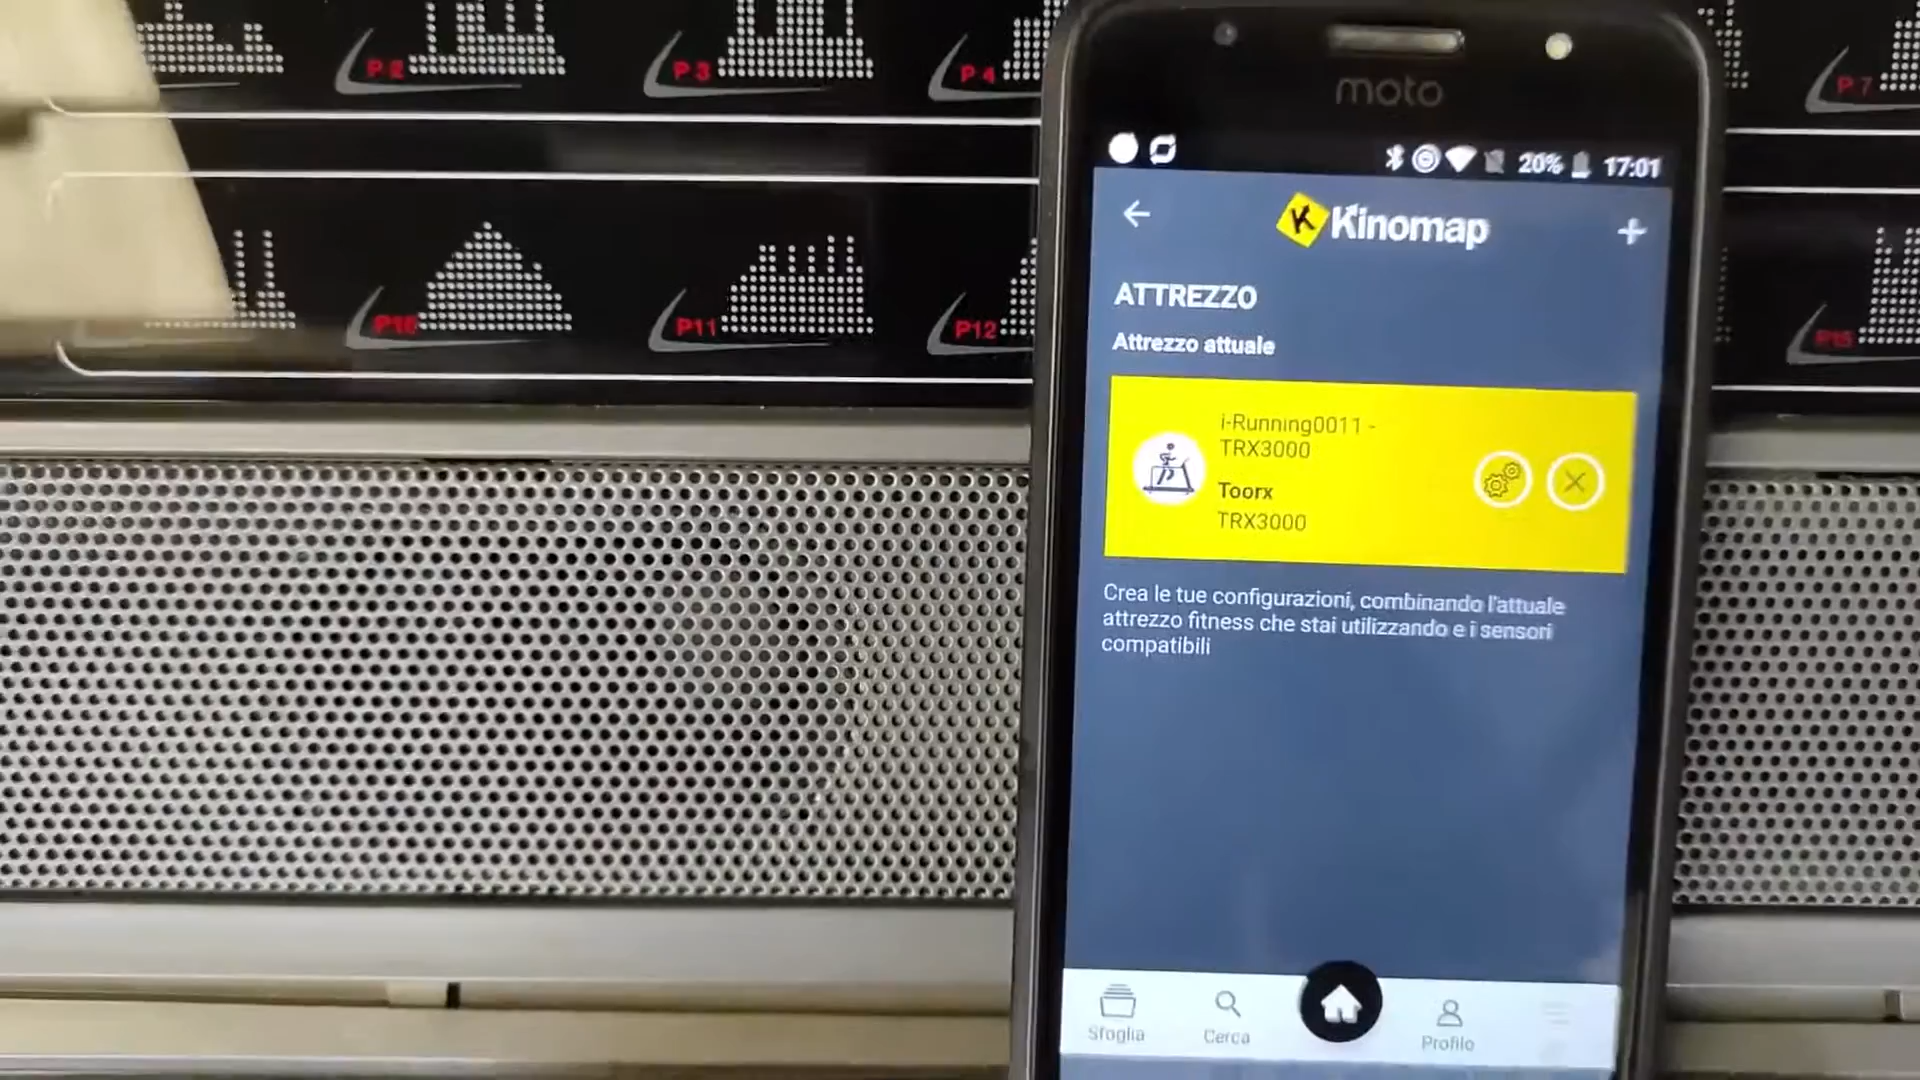 P2
P3
P4
P7
P10
P11
P12
P15
moto
20% 17:01
Kinomap
ATTREZZO
Attrezzo attuale
i-Running0011 -
TRX3000
Toorx
TRX3000
Crea le tue configurazioni, combinando l'attuale
attrezzo fitness che stai utilizzando e i sensori
compatibili
Sfoglia
Cerca
Profilo